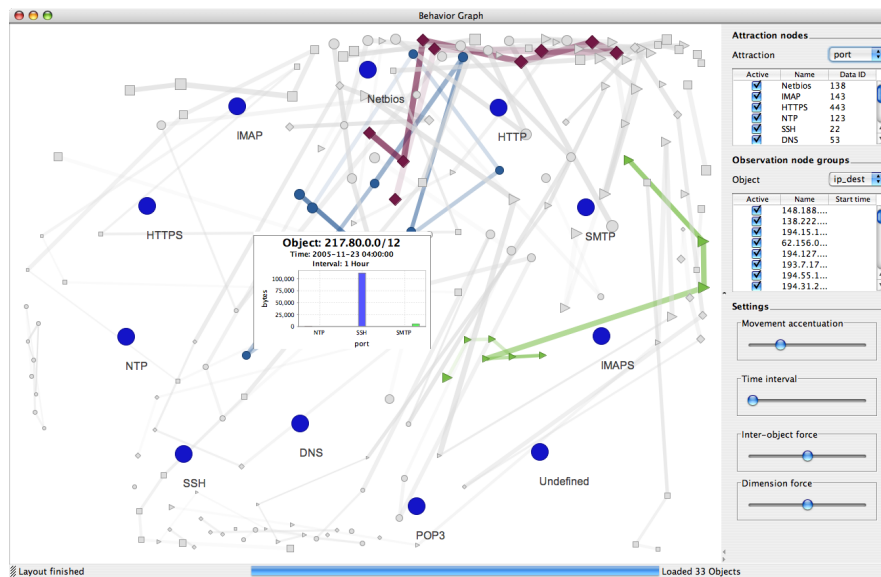 Behavior Graph
Netbios
IMAP
HTTP
HTTPS
SMTP
NTP
IMAPS
DNS
SSH
Undefined
POP3
Object: 217.80.0.0/12
Time: 2005-11-23 04:00:00
Interval: 1 Hour
bytes
100,000
75,000
50,000
25,000
0
NTP SSH SMTP
port
Attraction nodes
Attraction port
Active Name Data ID
Netbios 138
IMAP 143
HTTPS 443
NTP 123
SSH 22
DNS 53
Observation node groups
Object ip_dest
Active Name Start time
148.188....
138.222....
194.15.1...
62.156.0...
194.127....
193.7.17...
194.55.1...
194.31.2...
Settings
Movement accentuation
Time interval
Inter-object force
Dimension force
Layout finished
Loaded 33 Objects